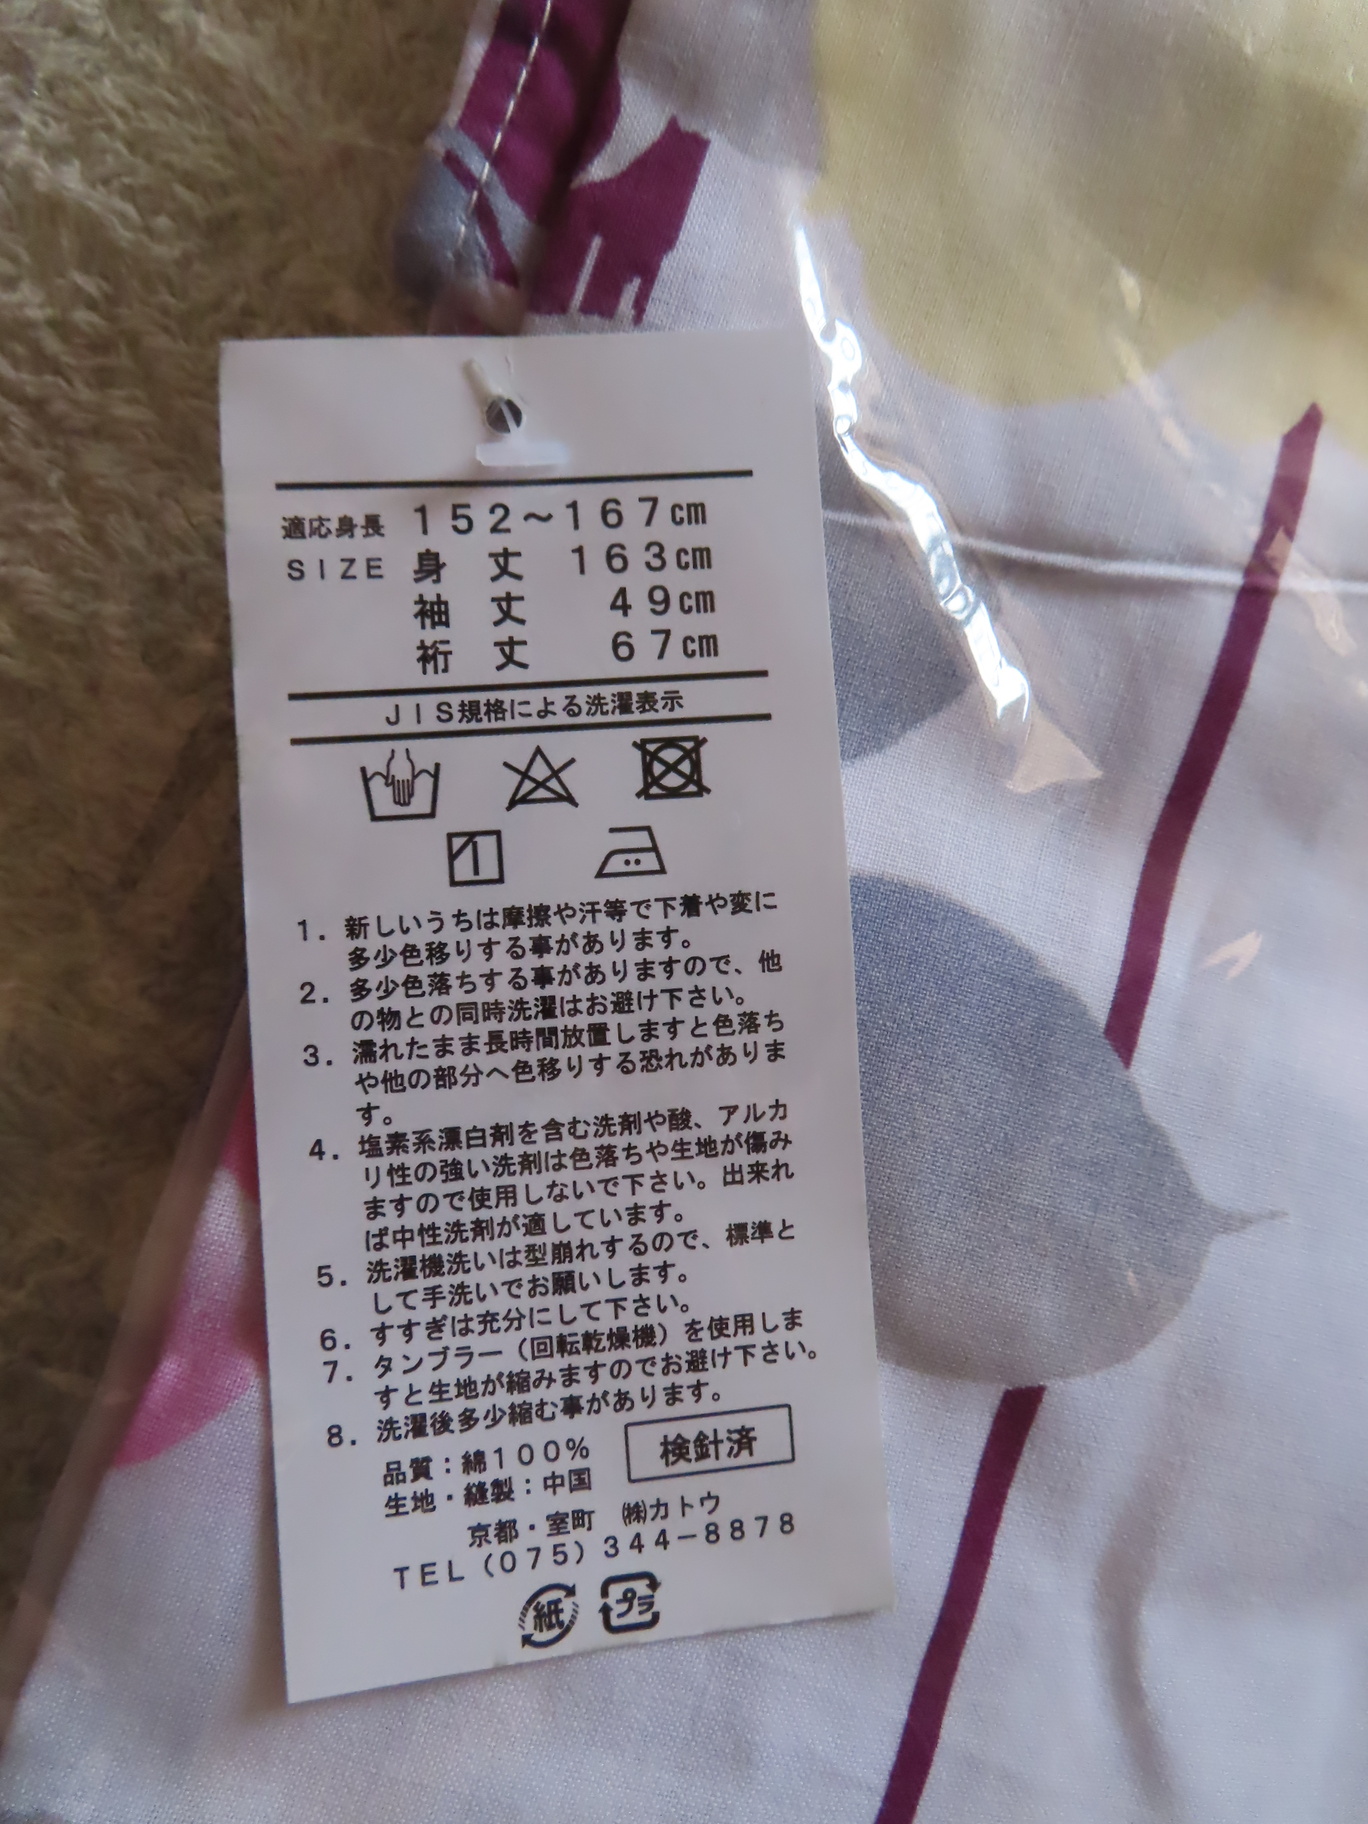 適応身長 152～167cm
SIZE 身丈 163cm
袖丈 49cm
裄丈 67cm
JIS規格による洗濯表示
1. 新しいうちは摩擦や汗等で下着や変に
多少色移りする事があります。
2. 多少色落ちする事がありますので、他
の物との同時洗濯はお避け下さい。
3. 濡れたまま長時間放置しますと色落ち
や他の部分へ色移りする恐れがありま
す。
4. 塩素系漂白剤を含む洗剤や酸、アルカ
リ性の強い洗剤は色落ちや生地が傷み
ますので使用しないで下さい。出来れ
ば中性洗剤が適しています。
5. 洗濯機洗いは型崩れするので、標準と
して手洗いでお願いします。
6. すすぎは充分にして下さい。
7. タンブラー（回転乾燥機）を使用しま
すと生地が縮みますのでお避け下さい。
8. 洗濯後多少縮む事があります。
品質：綿100％
検針済
生地・縫製：中国
京都・室町 ㈱カトウ
TEL（075）344－8878
紙 プラ